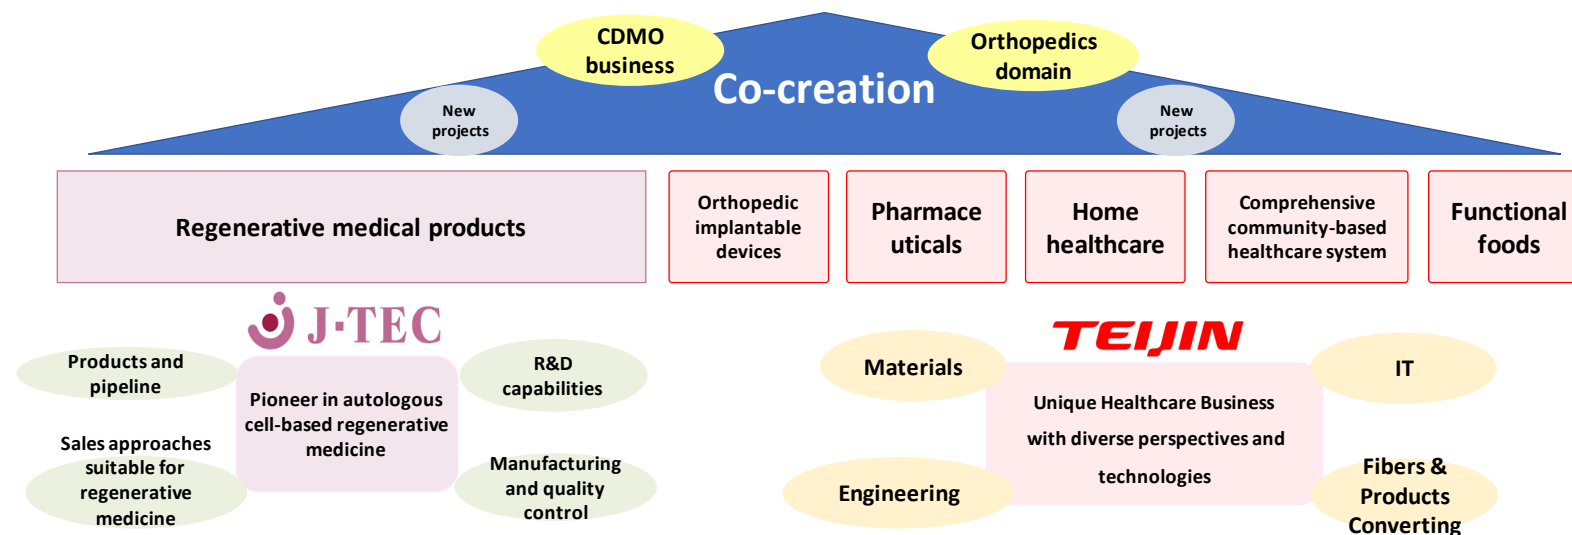 CDMO
business
Orthopedics
domain
Co-creation
New
projects
New
projects
Regenerative medical products
Orthopedic
implantable
devices
Pharmace
uticals
Home
healthcare
Comprehensive
community-based
healthcare system
Functional
foods
J-TEC
TEIJIN
Products and
pipeline
R&D
capabilities
Pioneer in autologous
cell-based regenerative
medicine
Sales approaches
suitable for
regenerative
medicine
Manufacturing
and quality
control
Materials
IT
Unique Healthcare Business
with diverse perspectives and
technologies
Engineering
Fibers &
Products
Converting